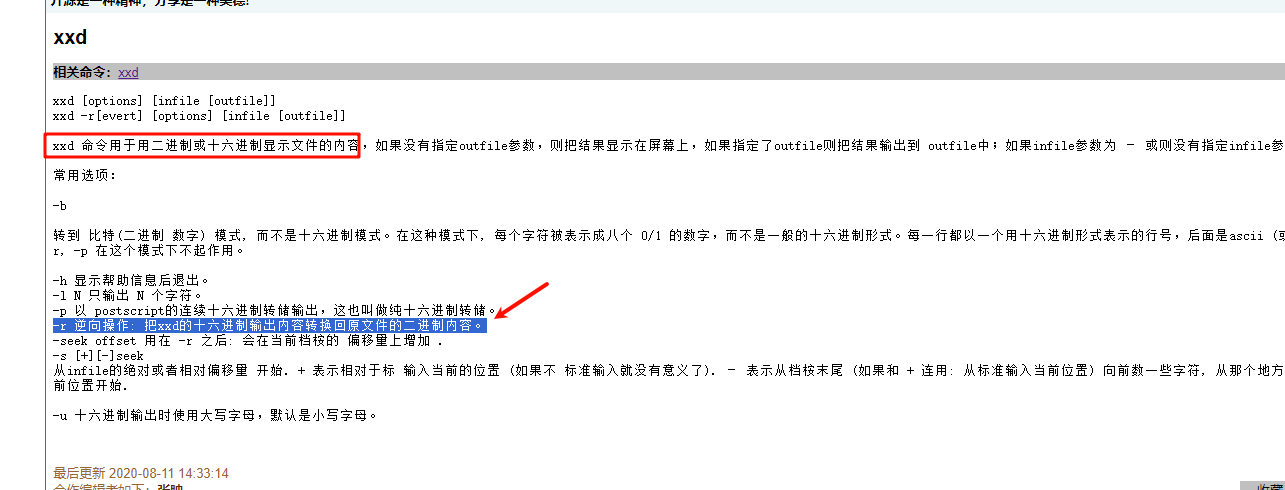 开源是一种精神，分享是一种美德!
xxd
相关命令：xxd
xxd [options] [infile [outfile]]
xxd -r[evert] [options] [infile [outfile]]
xxd 命令用于用二进制或十六进制显示文件的内容，如果没有指定outfile参数，则把结果显示在屏幕上，如果指定了outfile则把结果输出到 outfile中；如果infile参数为 － 或则没有指定infile参
常用选项：
-b
转到 比特(二进制 数字) 模式, 而不是十六进制模式。在这种模式下, 每个字符被表示成八个 0/1 的数字，而不是一般的十六进制形式。每一行都以一个用十六进制形式表示的行号，后面是ascii (或
r, -p 在这个模式下不起作用。
-h 显示帮助信息后退出。
-l N 只输出 N 个字符。
-p 以 postscript的连续十六进制转储输出，这也叫做纯十六进制转储。
-r 逆向操作: 把xxd的十六进制输出内容转换回原文件的二进制内容。
-seek offset 用在 -r 之后: 会在当前档桉的 偏移量上增加 .
-s [+][-]seek
从infile的绝对或者相对偏移量 开始. + 表示相对于标 输入当前的位置 (如果不 标准输入就没有意义了). － 表示从档桉末尾 (如果和 + 连用: 从标准输入当前位置) 向前数一些字符, 从那个地方
前位置开始.
-u 十六进制输出时使用大写字母，默认是小写字母。
最后更新 2020-08-11 14:33:14
合作编辑者如下：张映
收藏